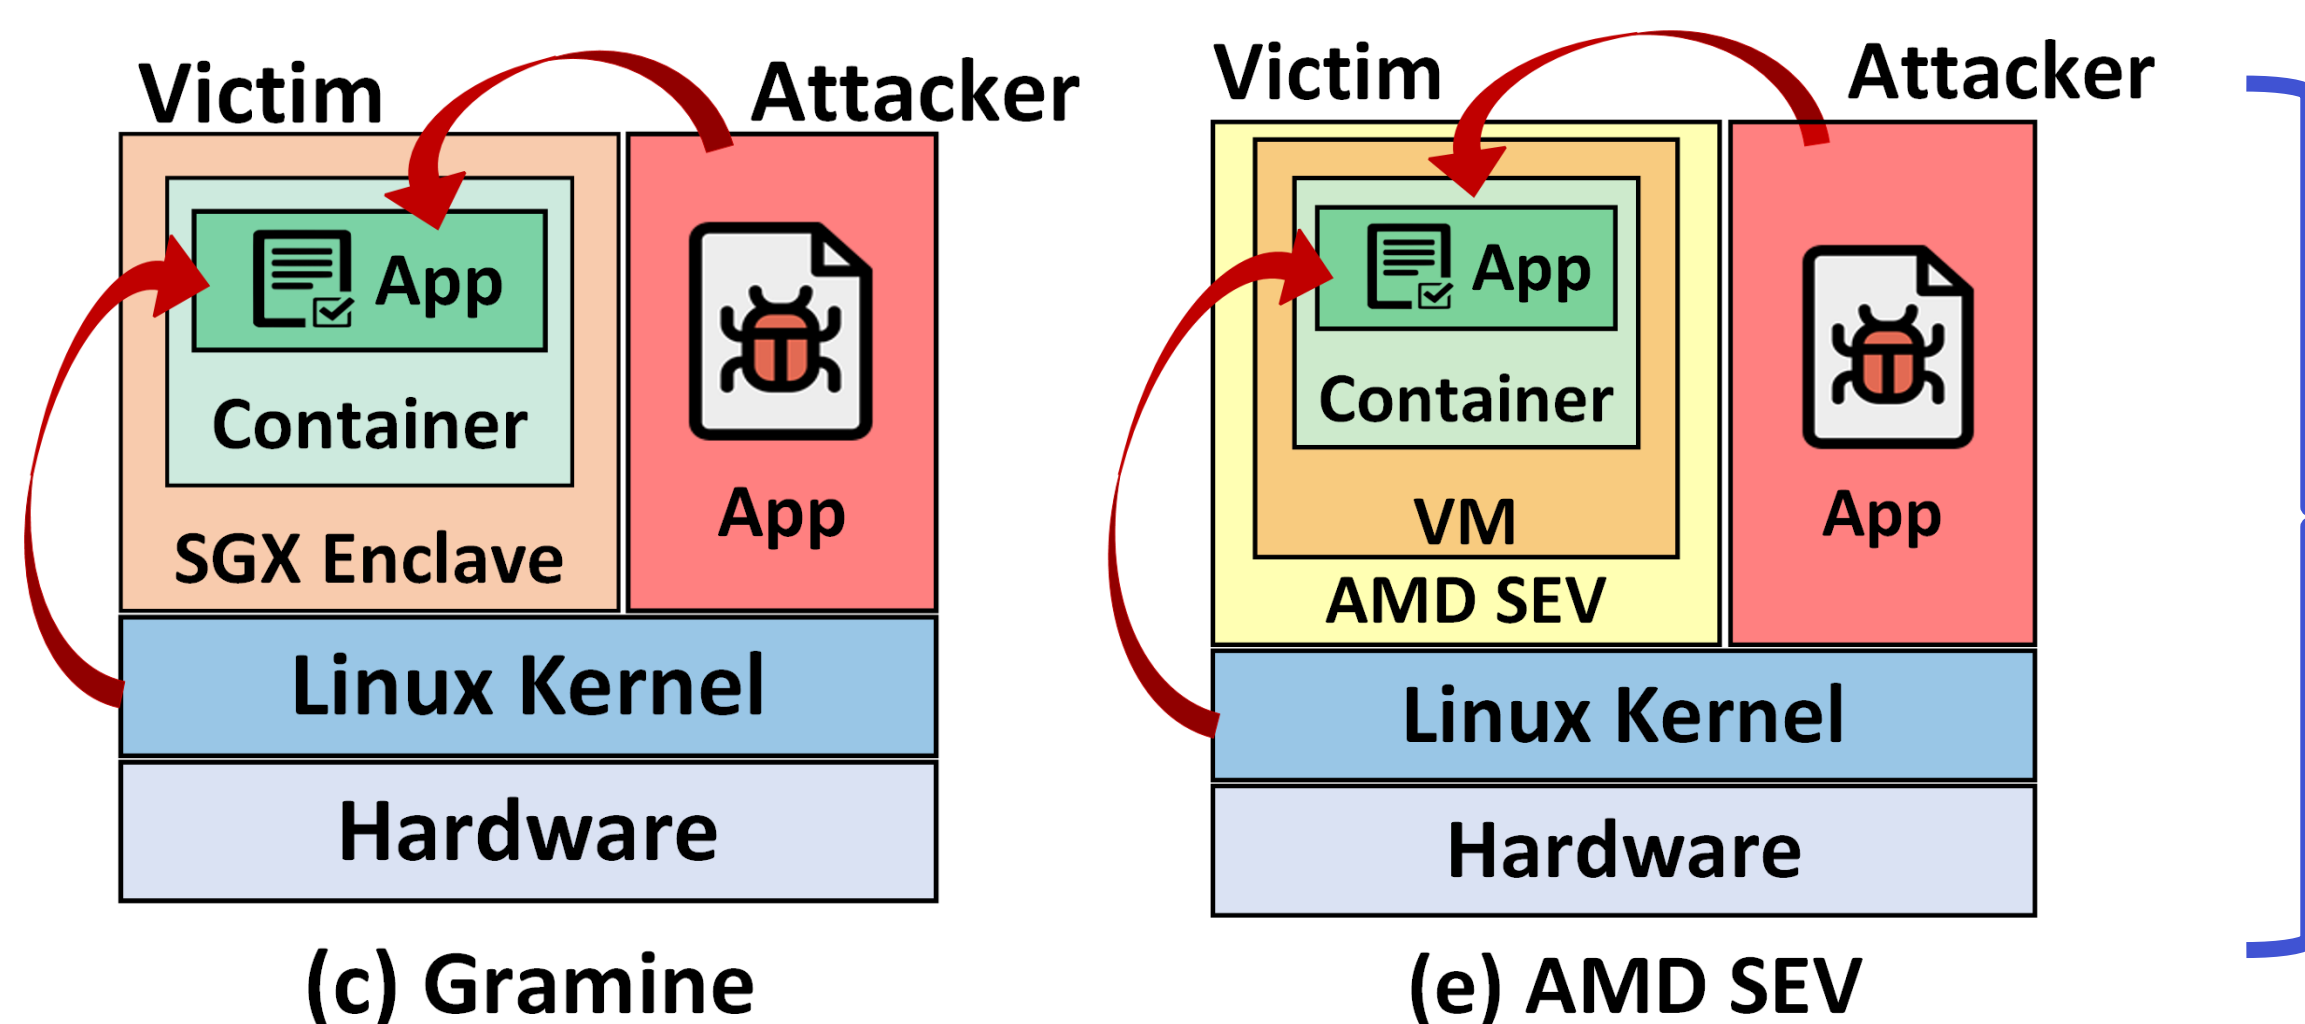 Victim
Attacker
App
Container
SGX Enclave
App
Linux Kernel
Hardware
(c) Gramine
Victim
Attacker
App
Container
VM
AMD SEV
App
Linux Kernel
Hardware
(e) AMD SEV